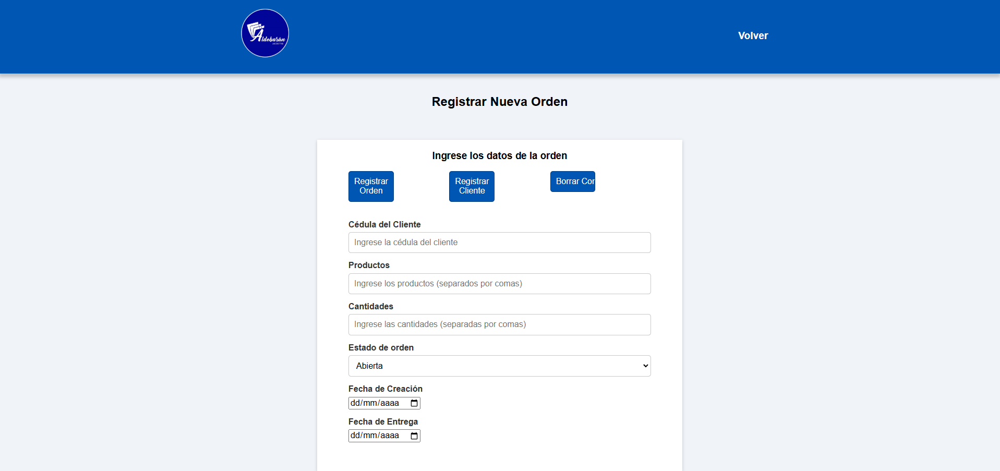 Aldebarán
Volver
Registrar Nueva Orden
Ingrese los datos de la orden
Registrar
Orden
Registrar
Cliente
Borrar Cor
Cédula del Cliente
Ingrese la cédula del cliente
Productos
Ingrese los productos (separados por comas)
Cantidades
Ingrese las cantidades (separadas por comas)
Estado de orden
Abierta
Fecha de Creación
dd/mm/aaaa
Fecha de Entrega
dd/mm/aaaa